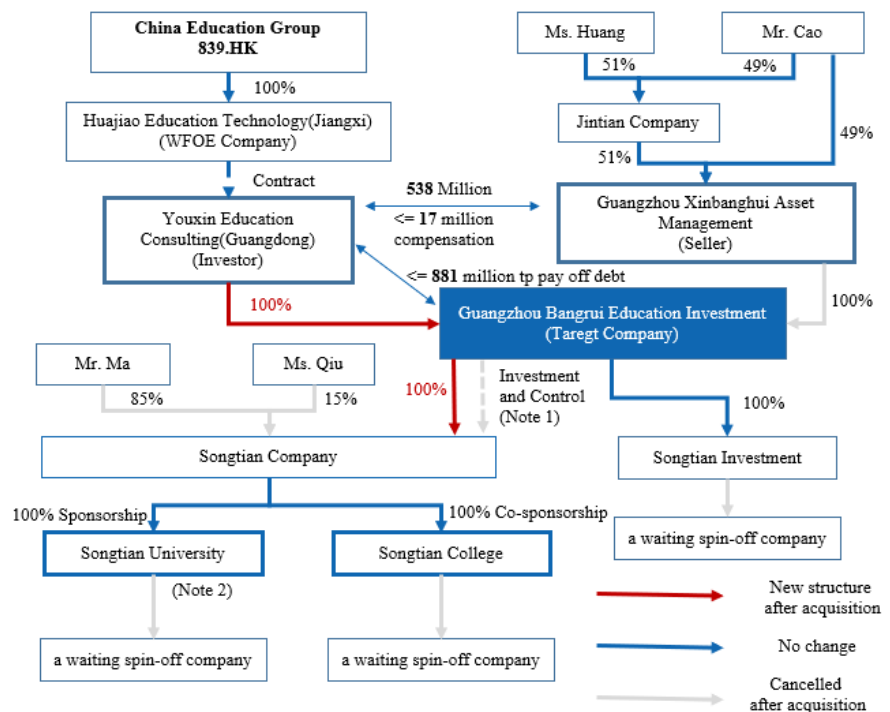 China Education Group
839.HK
Ms. Huang
Mr. Cao
51%
49%
100%
Huajiao Education Technology(Jiangxi)
(WFOE Company)
Jintian Company
49%
51%
Contract
538 Million
<= 17 million
compensation
Youxin Education
Consulting(Guangdong)
(Investor)
Guangzhou Xinbanghui Asset
Management
(Seller)
<= 881 million tp pay off debt
100%
100%
Guangzhou Bangrui Education Investment
(Taregt Company)
Mr. Ma
Ms. Qiu
85%
15%
100%
Investment
and Control
(Note 1)
100%
Songtian Company
Songtian Investment
100% Sponsorship
100% Co-sponsorship
Songtian University
Songtian College
a waiting spin-off company
(Note 2)
New structure
after acquisition
a waiting spin-off company
a waiting spin-off company
No change
Cancelled
after acquisition